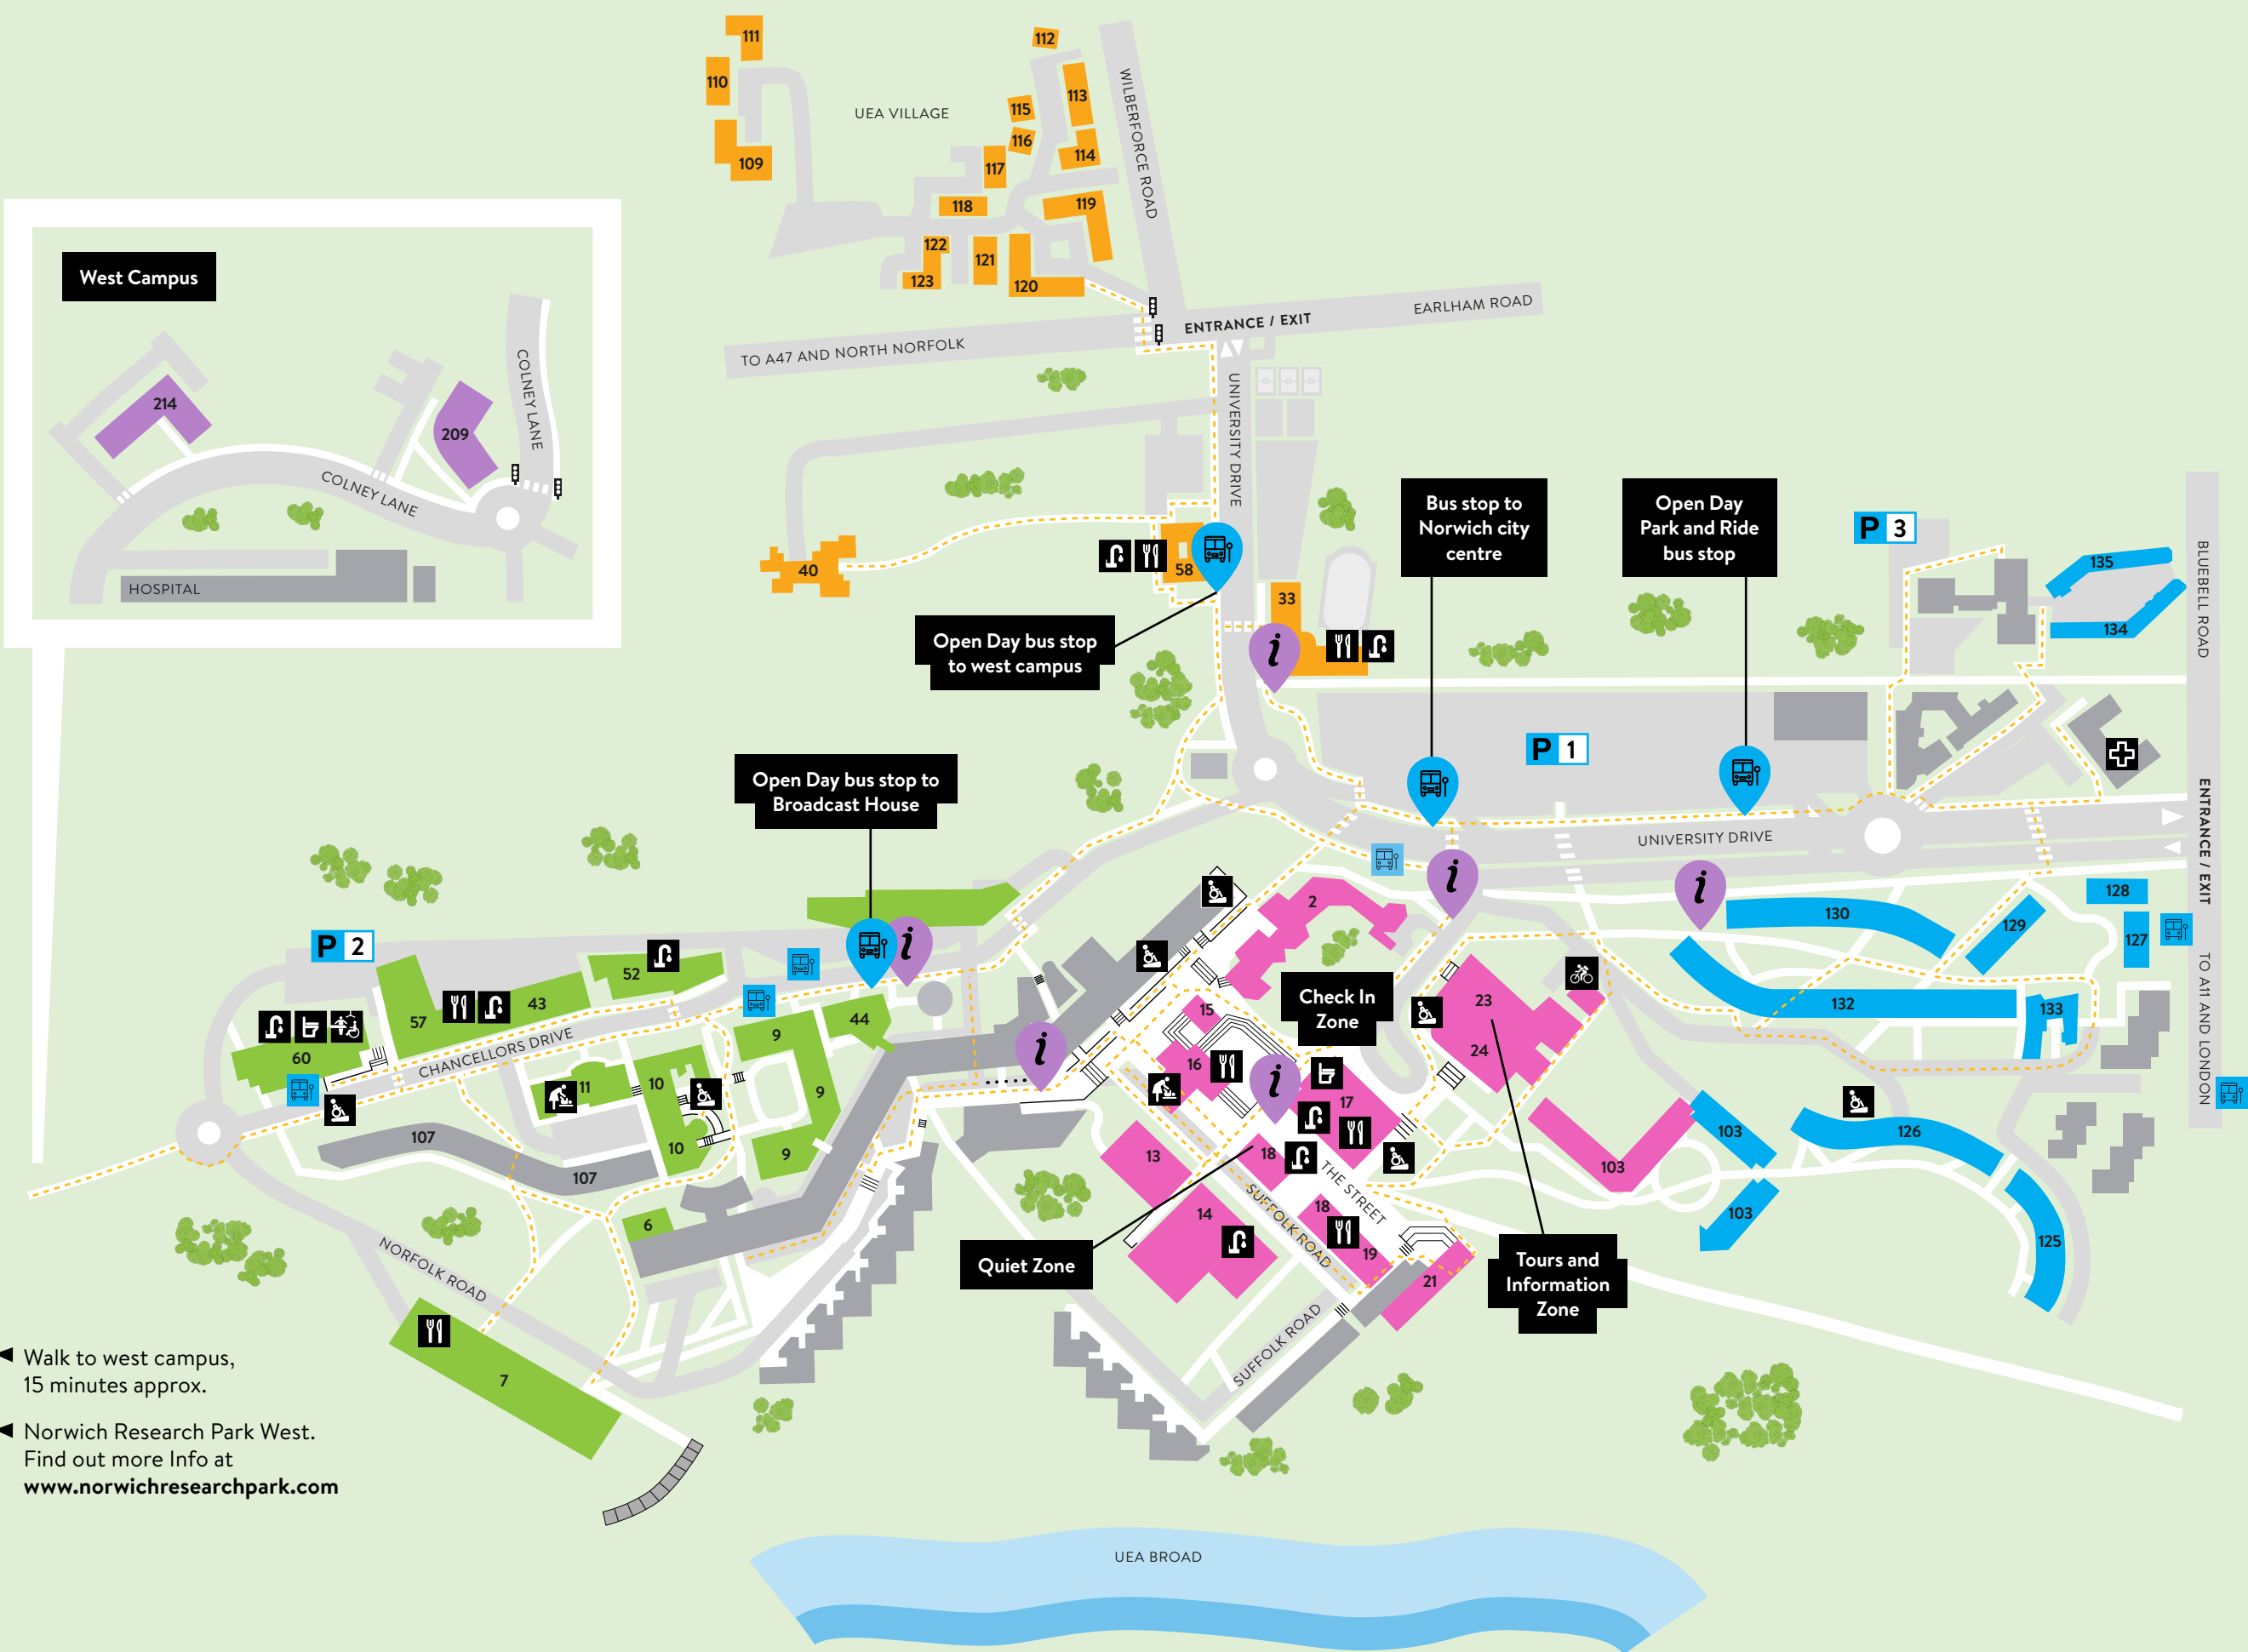 111
112
110
113
UEA VILLAGE
115
116
114
109
117
118
119
122
121
123
120
WILBERFORCE ROAD
West Campus
214
209
COLNEY LANE
COLNEY LANE
HOSPITAL
TO A47 AND NORTH NORFOLK
ENTRANCE / EXIT
EARLHAM ROAD
UNIVERSITY DRIVE
40
58
33
i
Open Day bus stop
to west campus
Bus stop to
Norwich city
centre
Open Day
Park and Ride
bus stop
P 3
135
134
BLUEBELL ROAD
P 1
Open Day bus stop to
Broadcast House
UNIVERSITY DRIVE
ENTRANCE / EXIT
TO A11 AND LONDON
i
i
2
130
129
128
127
132
133
P 2
i
52
43
57
60
CHANCELLORS DRIVE
44
9
9
9
11
10
10
107
107
6
7
NORFOLK ROAD
i
Check In
Zone
15
16
i
17
23
24
13
14
18
18
19
21
THE STREET
SUFFOLK ROAD
SUFFOLK ROAD
Quiet Zone
Tours and
Information
Zone
103
103
103
126
125
Walk to west campus,
15 minutes approx.
Norwich Research Park West.
Find out more Info at
www.norwichresearchpark.com
UEA BROAD